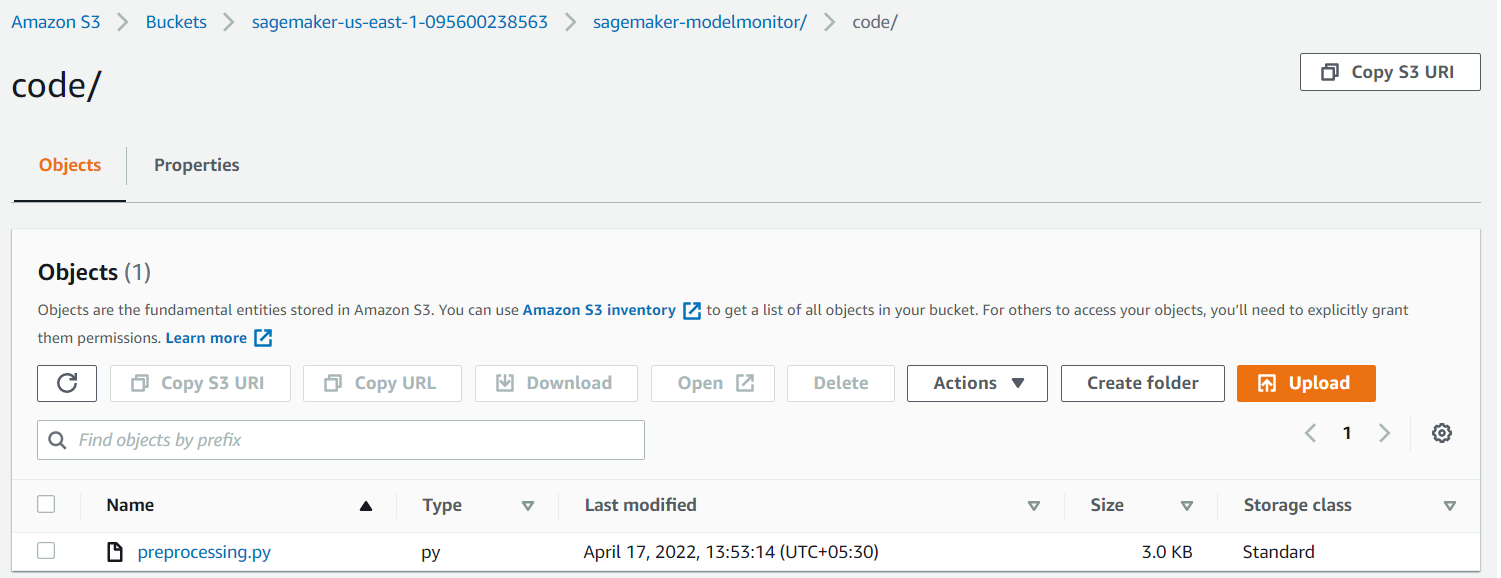 Amazon S3 > Buckets > sagemaker-us-east-1-095600238563 > sagemaker-modelmonitor/ > code/
code/
Copy S3 URI
Objects Properties
Objects (1)
Objects are the fundamental entities stored in Amazon S3. You can use Amazon S3 inventory to get a list of all objects in your bucket. For others to access your objects, you’ll need to explicitly grant
them permissions. Learn more
Copy S3 URI Copy URL Download Open Delete Actions Create folder Upload
Find objects by prefix
1
Name Type Last modified Size Storage class
preprocessing.py py April 17, 2022, 13:53:14 (UTC+05:30) 3.0 KB Standard